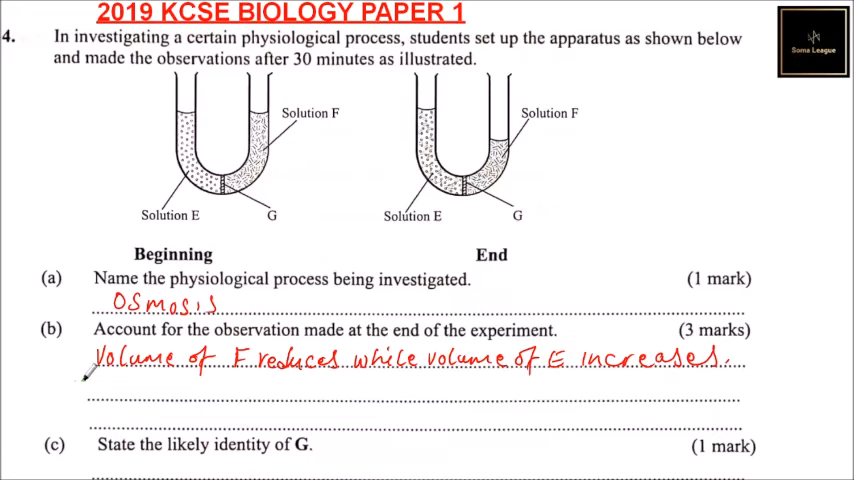 2019 KCSE BIOLOGY PAPER 1
Soma League
4. In investigating a certain physiological process, students set up the apparatus as shown below
and made the observations after 30 minutes as illustrated.
Solution F
Solution F
Solution E
G
Solution E
G
Beginning
End
(a) Name the physiological process being investigated. (1 mark)
Osmosis
(b) Account for the observation made at the end of the experiment. (3 marks)
Volume of F reduces while volume of E increases.
(c) State the likely identity of G. (1 mark)